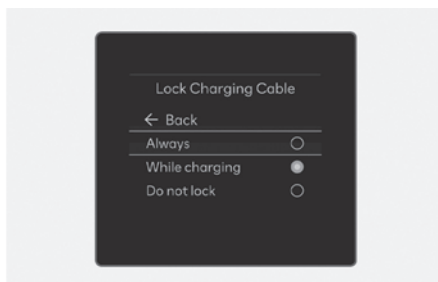 Lock Charging Cable
← Back
Always
While charging
Do not lock